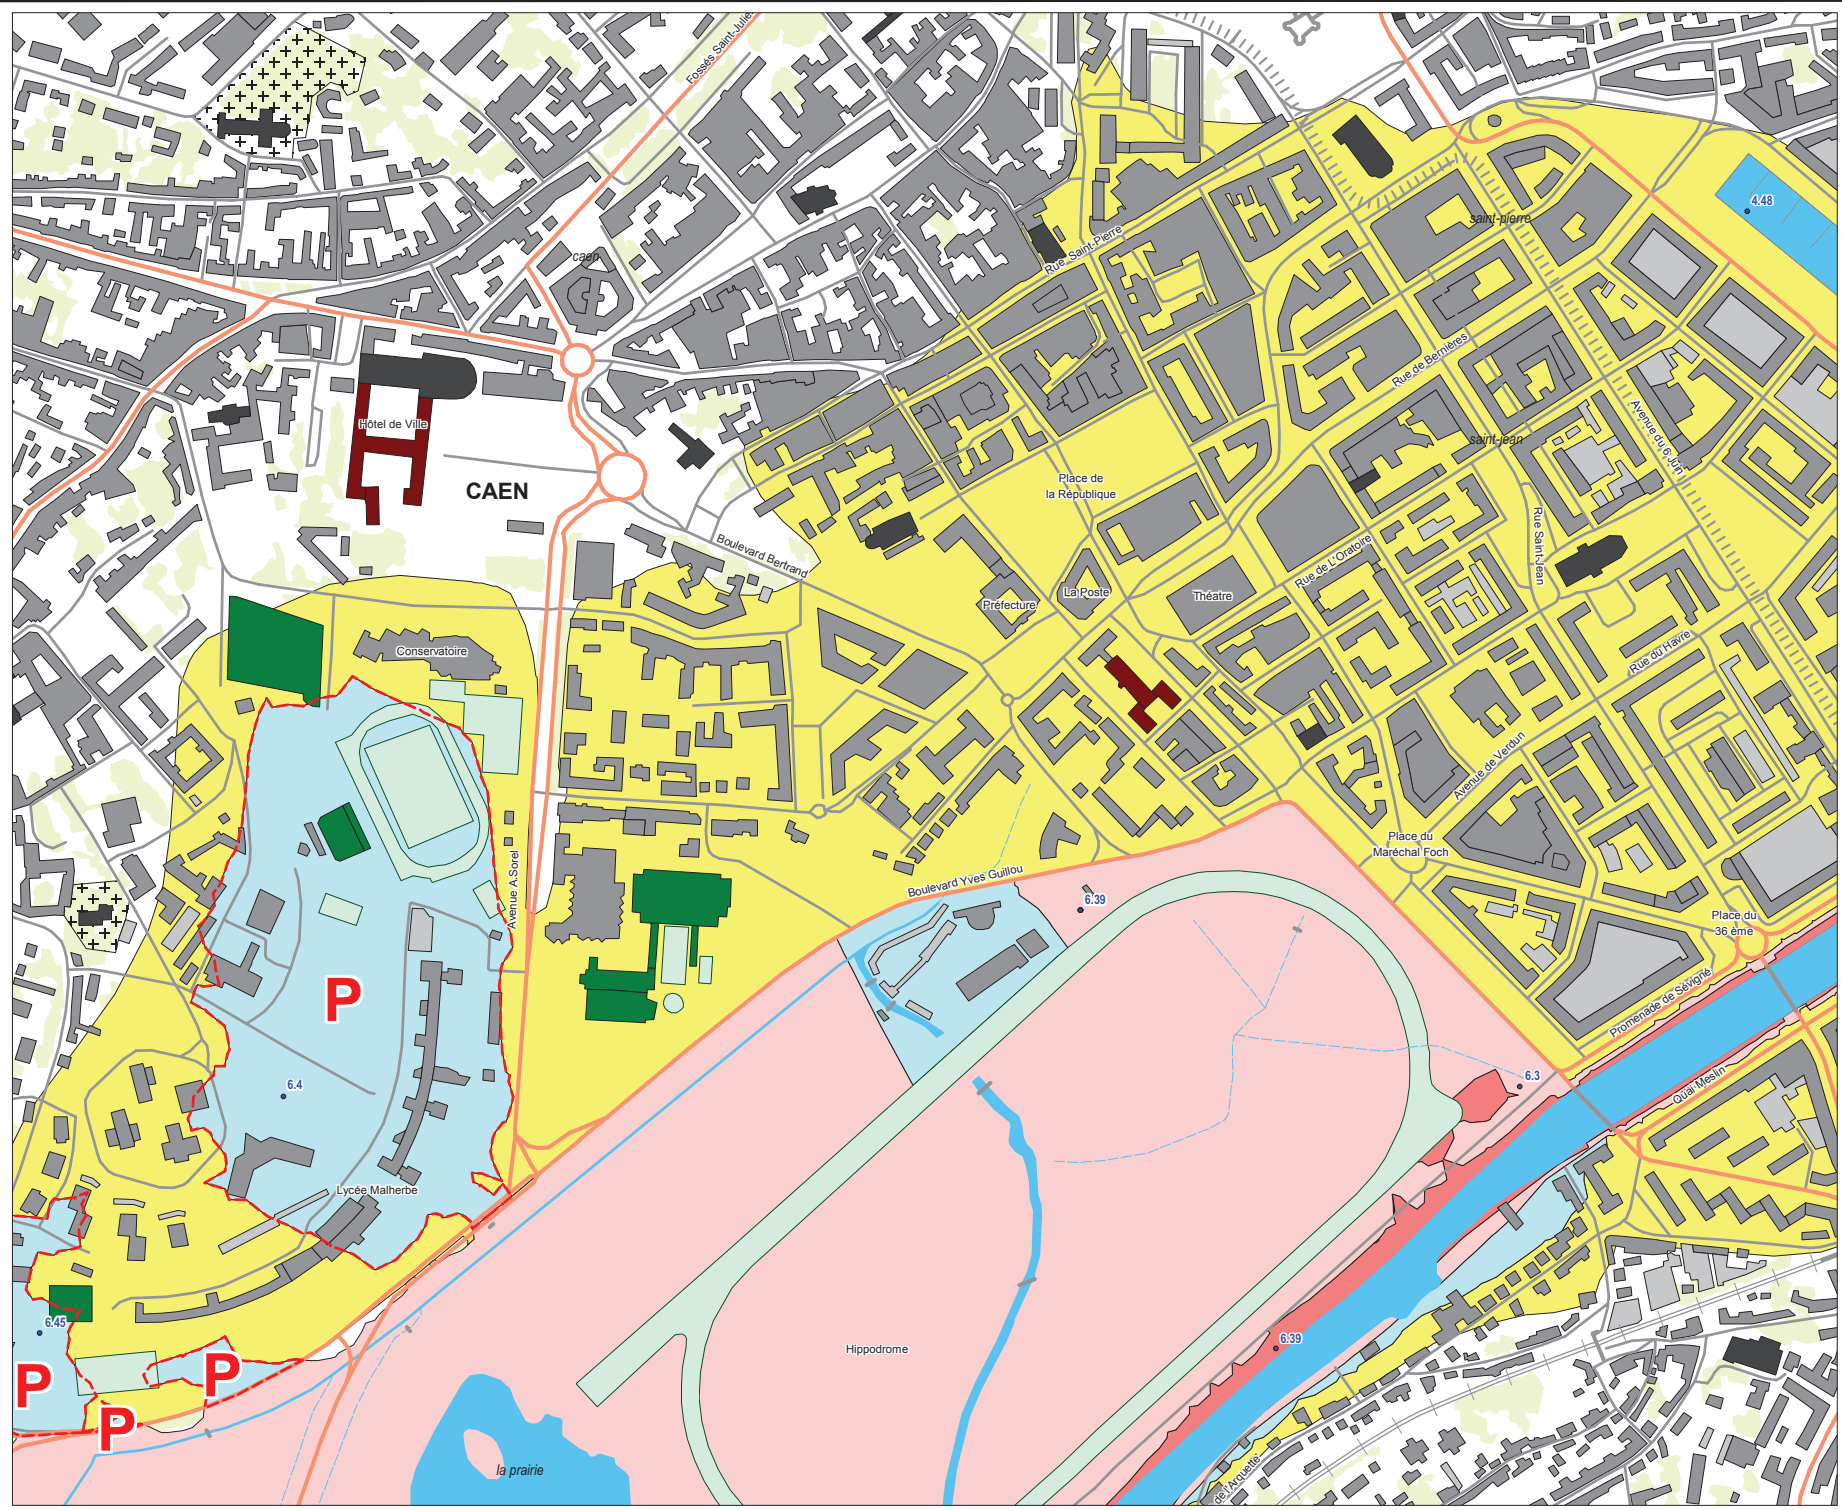 Fossés Saint-Julien
caen
4.48
saint-pierre
Rue Saint-Pierre
Rue de Bernières
Hôtel de Ville
CAEN
Avenue du 6 Juin
saint-jean
Place de
la République
Rue Saint-Jean
Boulevard Bertrand
Rue de L'Oratoire
Préfecture
La Poste
Théatre
Conservatoire
Rue du Havre
Avenue de Verdun
Place du
Maréchal Foch
Avenue A.Sorel
Boulevard Yves Guillou
6.39
Place du
36 ème
P
Promenade de Sévigné
6.4
6.3
Quai Meslin
Lycée Malherbe
6.45
6.39
Hippodrome
P
P
P
la prairie
de l'Arquette